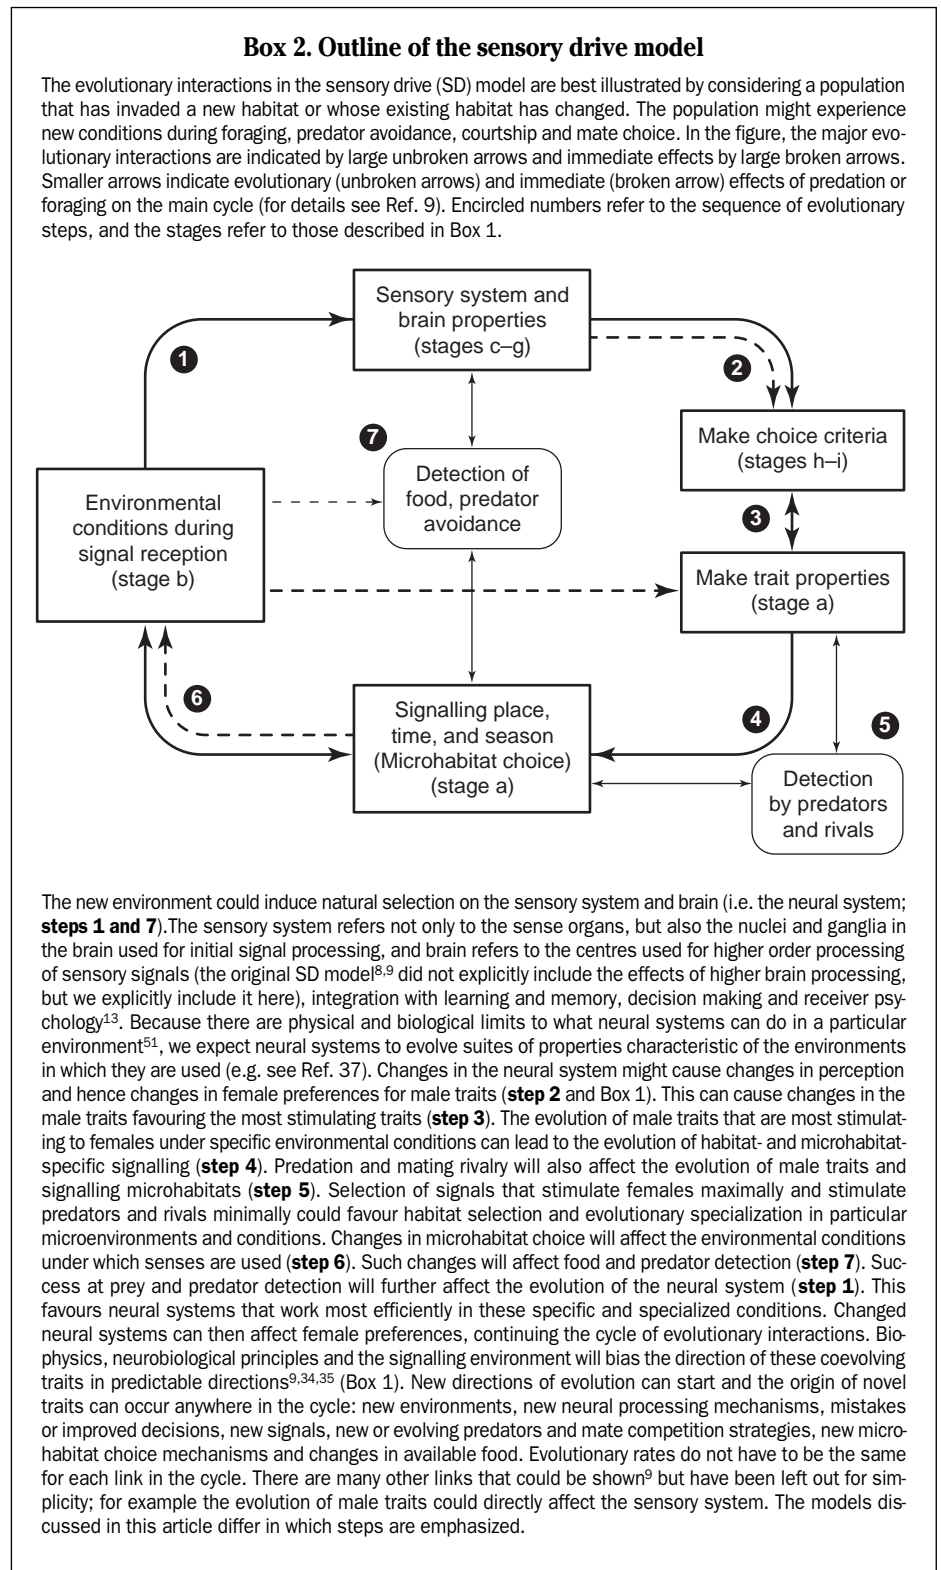 Box 2. Outline of the sensory drive model
The evolutionary interactions in the sensory drive (SD) model are best illustrated by considering a population
that has invaded a new habitat or whose existing habitat has changed. The population might experience
new conditions during foraging, predator avoidance, courtship and mate choice. In the figure, the major evo-
lutionary interactions are indicated by large unbroken arrows and immediate effects by large broken arrows.
Smaller arrows indicate evolutionary (unbroken arrows) and immediate (broken arrow) effects of predation or
foraging on the main cycle (for details see Ref. 9). Encircled numbers refer to the sequence of evolutionary
steps, and the stages refer to those described in Box 1.
Sensory system and
brain properties
(stages c–g)
1
2
Make choice criteria
(stages h–i)
7
Detection of
food, predator
avoidance
Environmental
conditions during
signal reception
(stage b)
3
Make trait properties
(stage a)
6
Signalling place,
time, and season
(Microhabitat choice)
(stage a)
4
5
Detection
by predators
and rivals
The new environment could induce natural selection on the sensory system and brain (i.e. the neural system;
steps 1 and 7).The sensory system refers not only to the sense organs, but also the nuclei and ganglia in
the brain used for initial signal processing, and brain refers to the centres used for higher order processing
of sensory signals (the original SD model8,9 did not explicitly include the effects of higher brain processing,
but we explicitly include it here), integration with learning and memory, decision making and receiver psy-
chology13. Because there are physical and biological limits to what neural systems can do in a particular
environment51, we expect neural systems to evolve suites of properties characteristic of the environments
in which they are used (e.g. see Ref. 37). Changes in the neural system might cause changes in perception
and hence changes in female preferences for male traits (step 2 and Box 1). This can cause changes in the
male traits favouring the most stimulating traits (step 3). The evolution of male traits that are most stimulat-
ing to females under specific environmental conditions can lead to the evolution of habitat- and microhabitat-
specific signalling (step 4). Predation and mating rivalry will also affect the evolution of male traits and
signalling microhabitats (step 5). Selection of signals that stimulate females maximally and stimulate
predators and rivals minimally could favour habitat selection and evolutionary specialization in particular
microenvironments and conditions. Changes in microhabitat choice will affect the environmental conditions
under which senses are used (step 6). Such changes will affect food and predator detection (step 7). Suc-
cess at prey and predator detection will further affect the evolution of the neural system (step 1). This
favours neural systems that work most efficiently in these specific and specialized conditions. Changed
neural systems can then affect female preferences, continuing the cycle of evolutionary interactions. Bio-
physics, neurobiological principles and the signalling environment will bias the direction of these coevolving
traits in predictable directions9,34,35 (Box 1). New directions of evolution can start and the origin of novel
traits can occur anywhere in the cycle: new environments, new neural processing mechanisms, mistakes
or improved decisions, new signals, new or evolving predators and mate competition strategies, new micro-
habitat choice mechanisms and changes in available food. Evolutionary rates do not have to be the same
for each link in the cycle. There are many other links that could be shown9 but have been left out for sim-
plicity; for example the evolution of male traits could directly affect the sensory system. The models dis-
cussed in this article differ in which steps are emphasized.